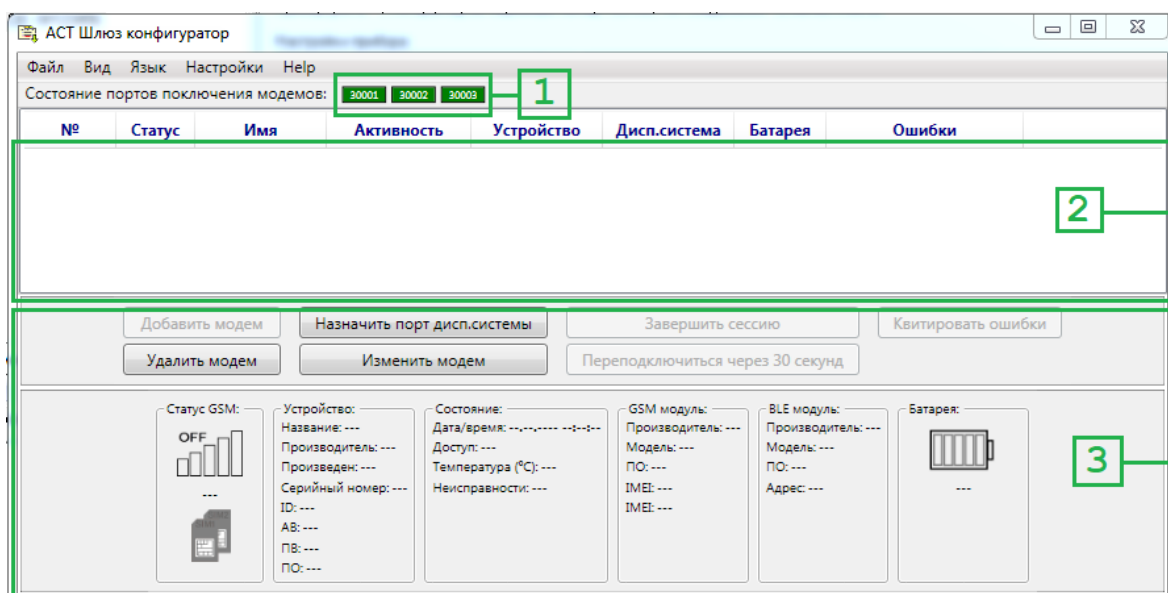 АСТ Шлюз конфигуратор
Файл Вид Язык Настройки Help
Состояние портов поключения модемов: 30001 30002 30003
1
№ Статус Имя Активность Устройство Дисп.система Батарея Ошибки
2
Добавить модем Назначить порт дисп.системы Завершить сессию Квитировать ошибки
Удалить модем Изменить модем Переподключиться через 30 секунд
3
Статус GSM:
OFF
---
SIM1
SIM2
Устройство:
Название: ---
Производитель: ---
Произведен: ---
Серийный номер: ---
ID: ---
АВ: ---
ПВ: ---
ПО: ---
Состояние:
Дата/время: --.--.---- --:--:--
Доступ: ---
Температура (°C): ---
Неисправности: ---
GSM модуль:
Производитель: ---
Модель: ---
ПО: ---
IMEI: ---
IMEI: ---
BLE модуль:
Производитель: ---
Модель: ---
ПО: ---
Адрес: ---
Батарея:
---